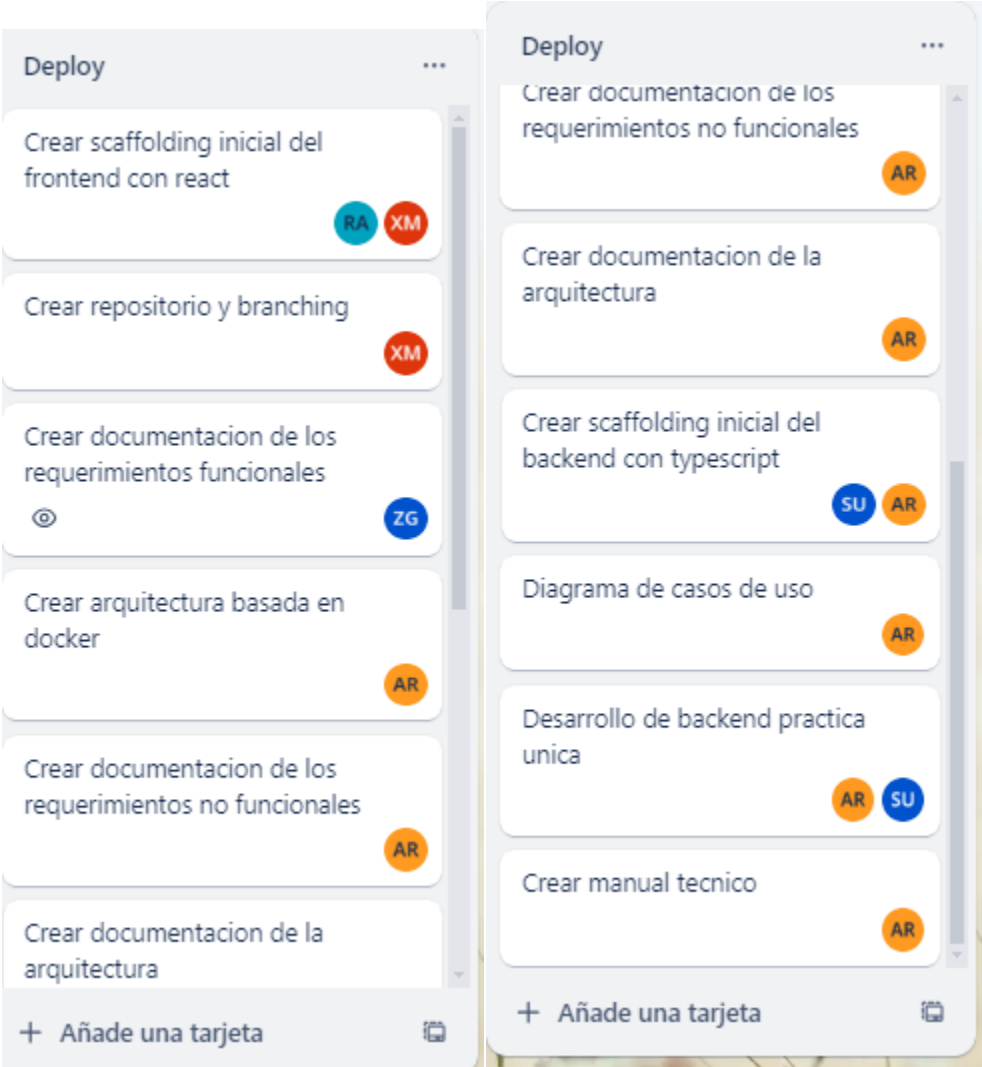 Deploy
Crear scaffolding inicial del
frontend con react
RA XM
Crear repositorio y branching
XM
Crear documentacion de los
requerimientos funcionales
ZG
Crear arquitectura basada en
docker
AR
Crear documentacion de los
requerimientos no funcionales
AR
Crear documentacion de la
arquitectura
+ Añade una tarjeta
Deploy
Crear documentacion de los
requerimientos no funcionales
AR
Crear documentacion de la
arquitectura
AR
Crear scaffolding inicial del
backend con typescript
SU AR
Diagrama de casos de uso
AR
Desarrollo de backend practica
unica
AR SU
Crear manual tecnico
AR
+ Añade una tarjeta